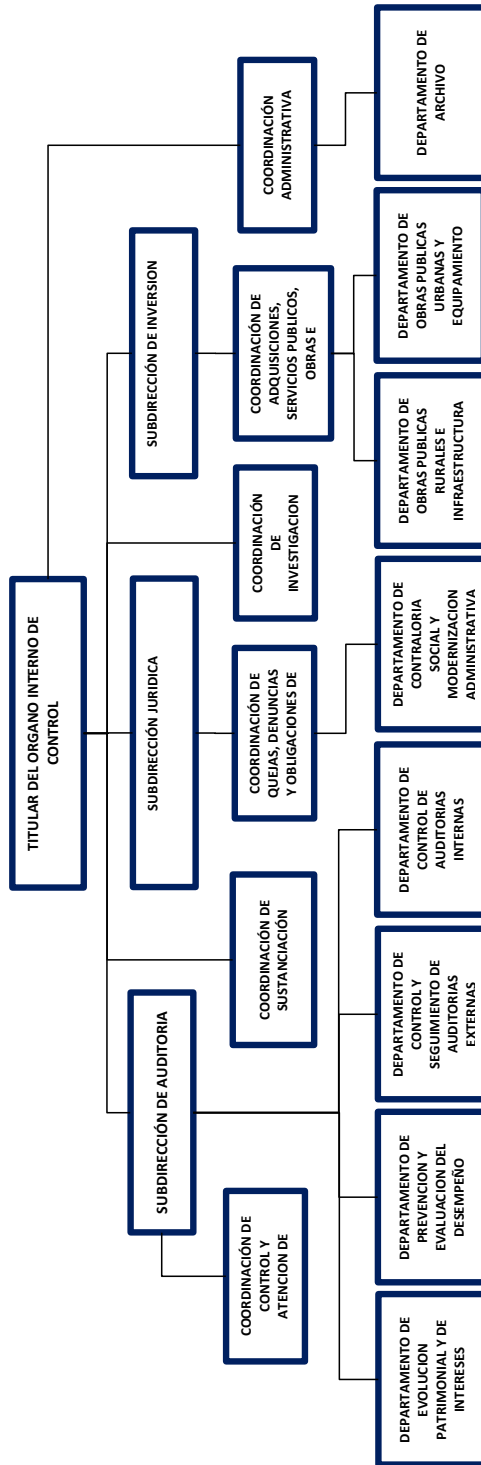 TITULAR DEL ORGANO INTERNO DE
CONTROL
SUBDIRECCIÓN DE AUDITORIA
SUBDIRECCIÓN JURIDICA
SUBDIRECCIÓN DE INVERSION
COORDINACIÓN DE
CONTROL Y
ATENCION DE
COORDINACIÓN DE
SUSTANCIACIÓN
COORDINACIÓN DE
QUEJAS, DENUNCIAS
Y OBLIGACIONES DE
COORDINACIÓN
DE
INVESTIGACION
COORDINACIÓN DE
ADQUISICIONES,
SERVICIOS PUBLICOS,
OBRAS E
COORDINACIÓN
ADMINISTRATIVA
DEPARTAMENTO DE
EVOLUCION
PATRIMONIAL Y DE
INTERESES
DEPARTAMENTO DE
PREVENCION Y
EVALUACION DEL
DESEMPEÑO
DEPARTAMENTO DE
CONTROL Y
SEGUIMIENTO DE
AUDITORIAS
EXTERNAS
DEPARTAMENTO DE
CONTROL DE
AUDITORIAS
INTERNAS
DEPARTAMENTO DE
CONTRALORIA
SOCIAL Y
MODERNIZACION
ADMINISTRATIVA
DEPARTAMENTO DE
OBRAS PUBLICAS
RURALES E
INFRAESTRUCTURA
DEPARTAMENTO DE
OBRAS PUBLICAS
URBANAS Y
EQUIPAMIENTO
DEPARTAMENTO DE
ARCHIVO